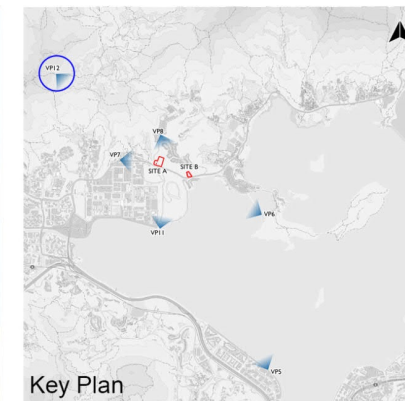 VP12
VP8
VP7
SITE B
SITE A
VP6
VP11
VP5
Key Plan